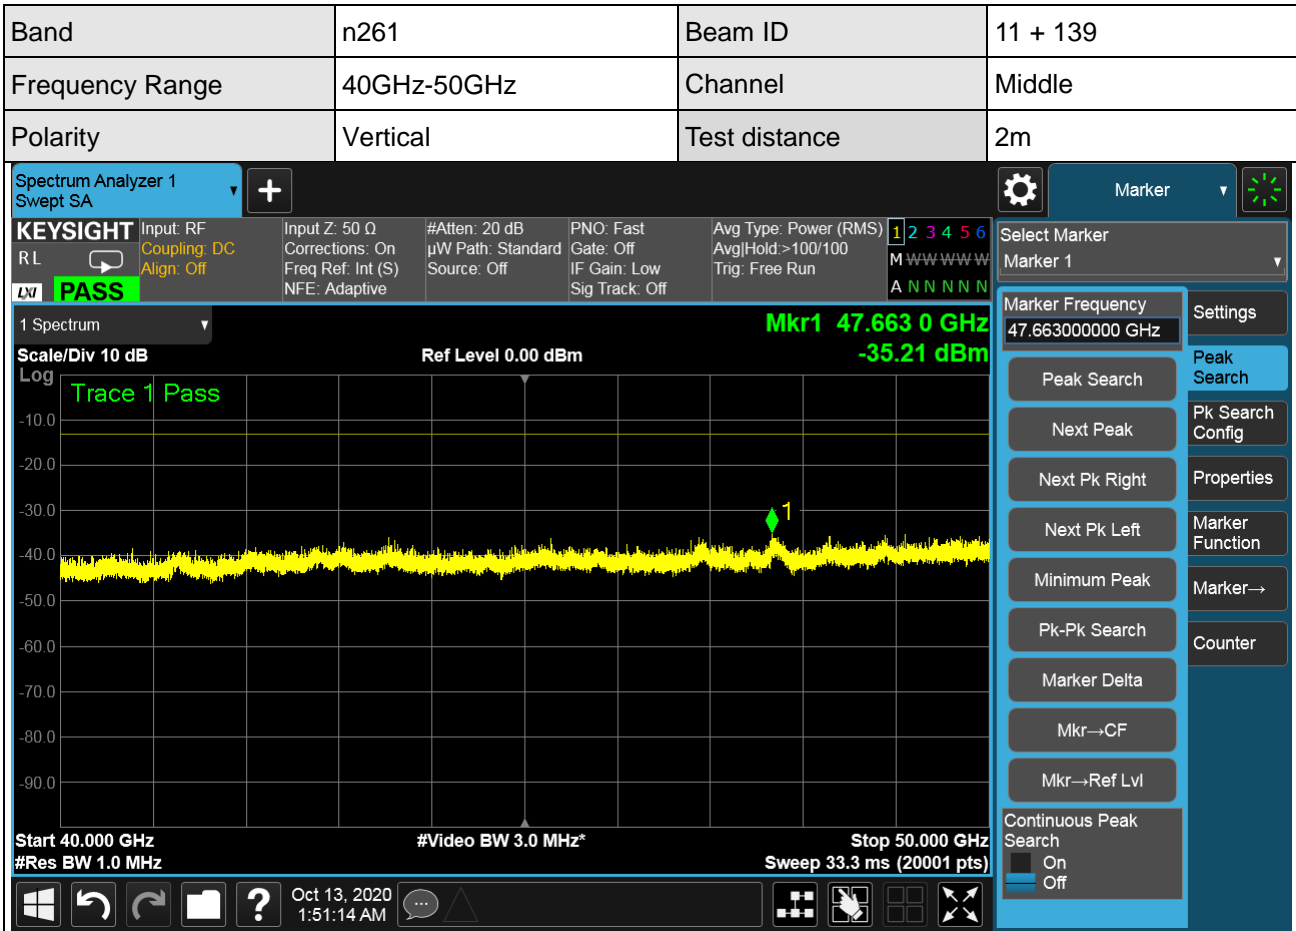 Band n261 Beam ID 11 + 139
Frequency Range 40GHz-50GHz Channel Middle
Polarity Vertical Test distance 2m
Spectrum Analyzer 1
Swept SA
+
Marker
KEYSIGHT
RL
LXI PASS
Input: RF
Coupling: DC
Align: Off
Input Z: 50 Ω
Corrections: On
Freq Ref: Int (S)
NFE: Adaptive
#Atten: 20 dB
µW Path: Standard
Source: Off
PNO: Fast
Gate: Off
IF Gain: Low
Sig Track: Off
Avg Type: Power (RMS)
Avg|Hold:>100/100
Trig: Free Run
1 2 3 4 5 6
M W W W W W
A N N N N N
Select Marker
Marker 1
1 Spectrum
Mkr1 47.663 0 GHz
-35.21 dBm
Scale/Div 10 dB
Ref Level 0.00 dBm
Log
Trace 1 Pass
-10.0
-20.0
-30.0
-40.0
-50.0
-60.0
-70.0
-80.0
-90.0
1
Start 40.000 GHz
#Res BW 1.0 MHz
#Video BW 3.0 MHz*
Stop 50.000 GHz
Sweep 33.3 ms (20001 pts)
Marker Frequency
47.663000000 GHz
Peak Search
Next Peak
Next Pk Right
Next Pk Left
Minimum Peak
Pk-Pk Search
Marker Delta
Mkr→CF
Mkr→Ref Lvl
Continuous Peak
Search
On
Off
Settings
Peak
Search
Pk Search
Config
Properties
Marker
Function
Marker→
Counter
?
Oct 13, 2020
1:51:14 AM